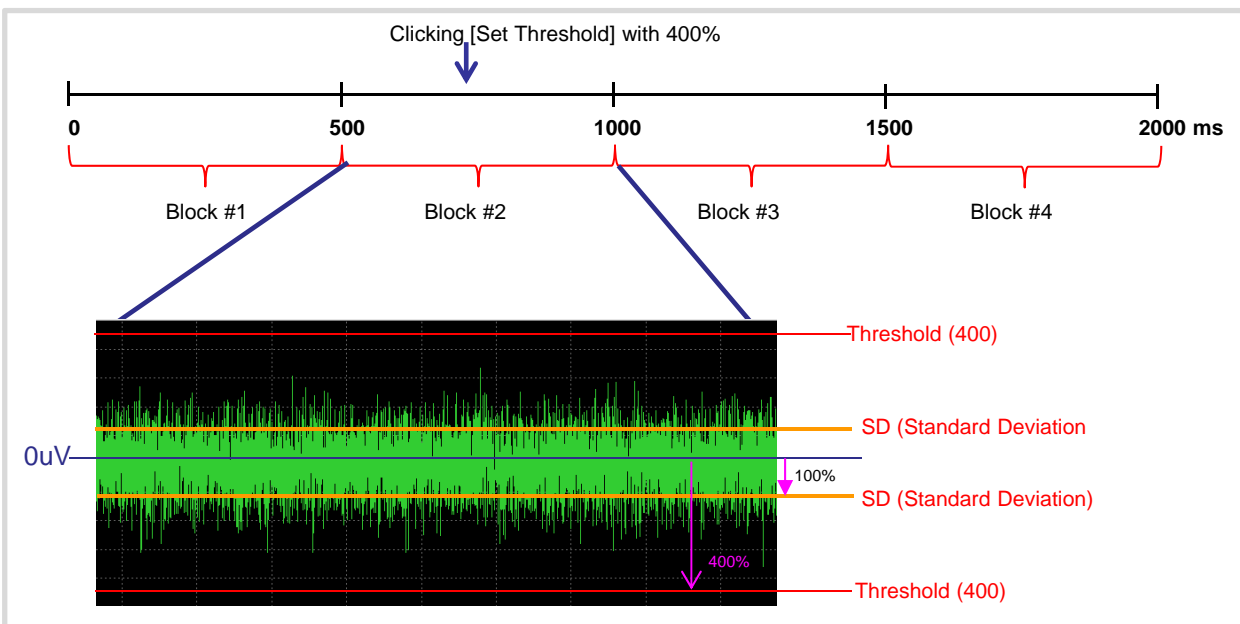 Clicking [Set Threshold] with 400%
0 500 1000 1500 2000 ms
Block #1 Block #2 Block #3 Block #4
Threshold (400)
SD (Standard Deviation
0uV
100%
SD (Standard Deviation)
400%
Threshold (400)